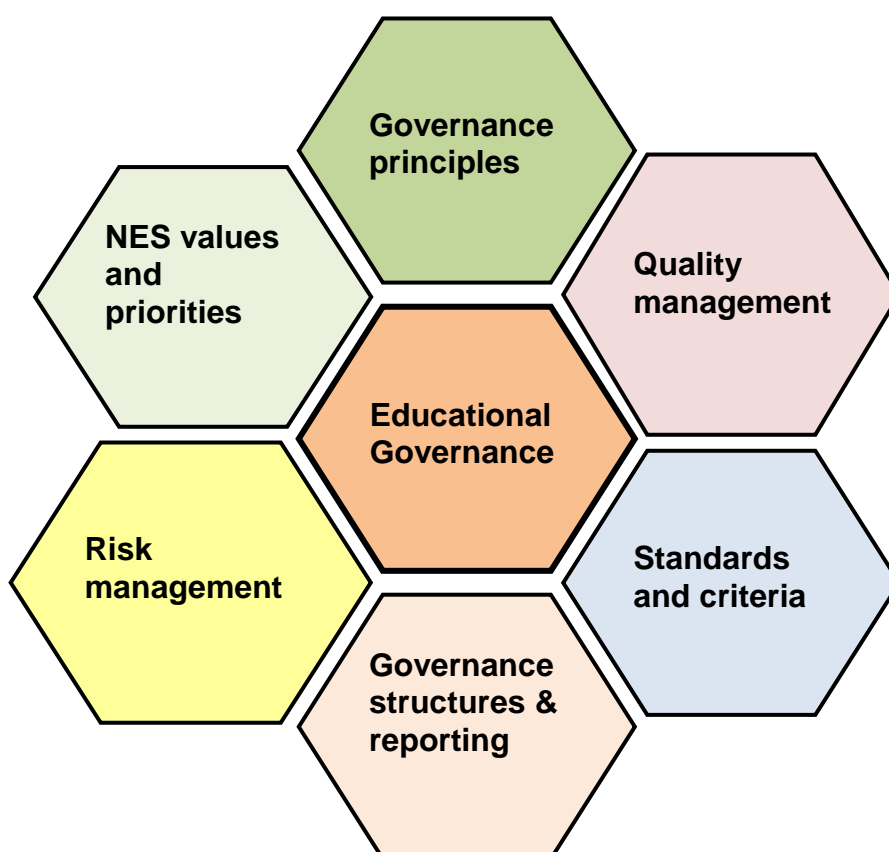 Governance
principles
NES values
and
priorities
Quality
management
Educational
Governance
Risk
management
Standards
and criteria
Governance
structures &
reporting